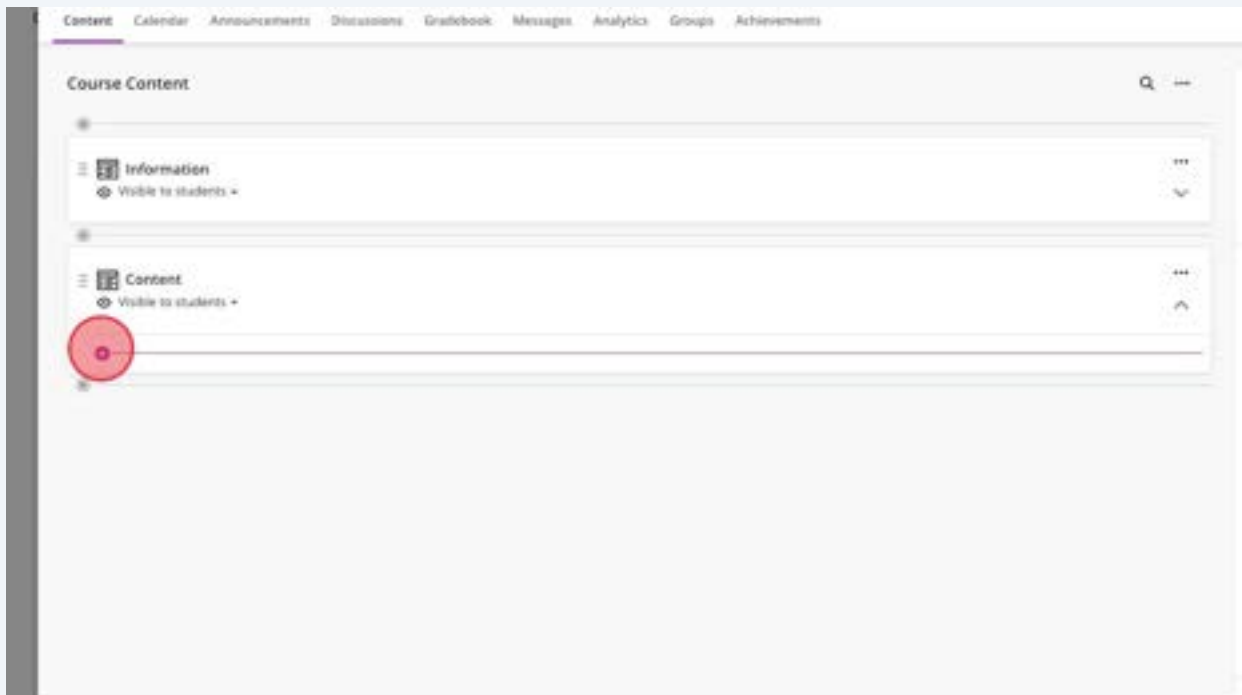 Content Calendar Announcements Discussions Gradebook Messages Analytics Groups Achievements
Course Content
Information
Visible to students
Content
Visible to students